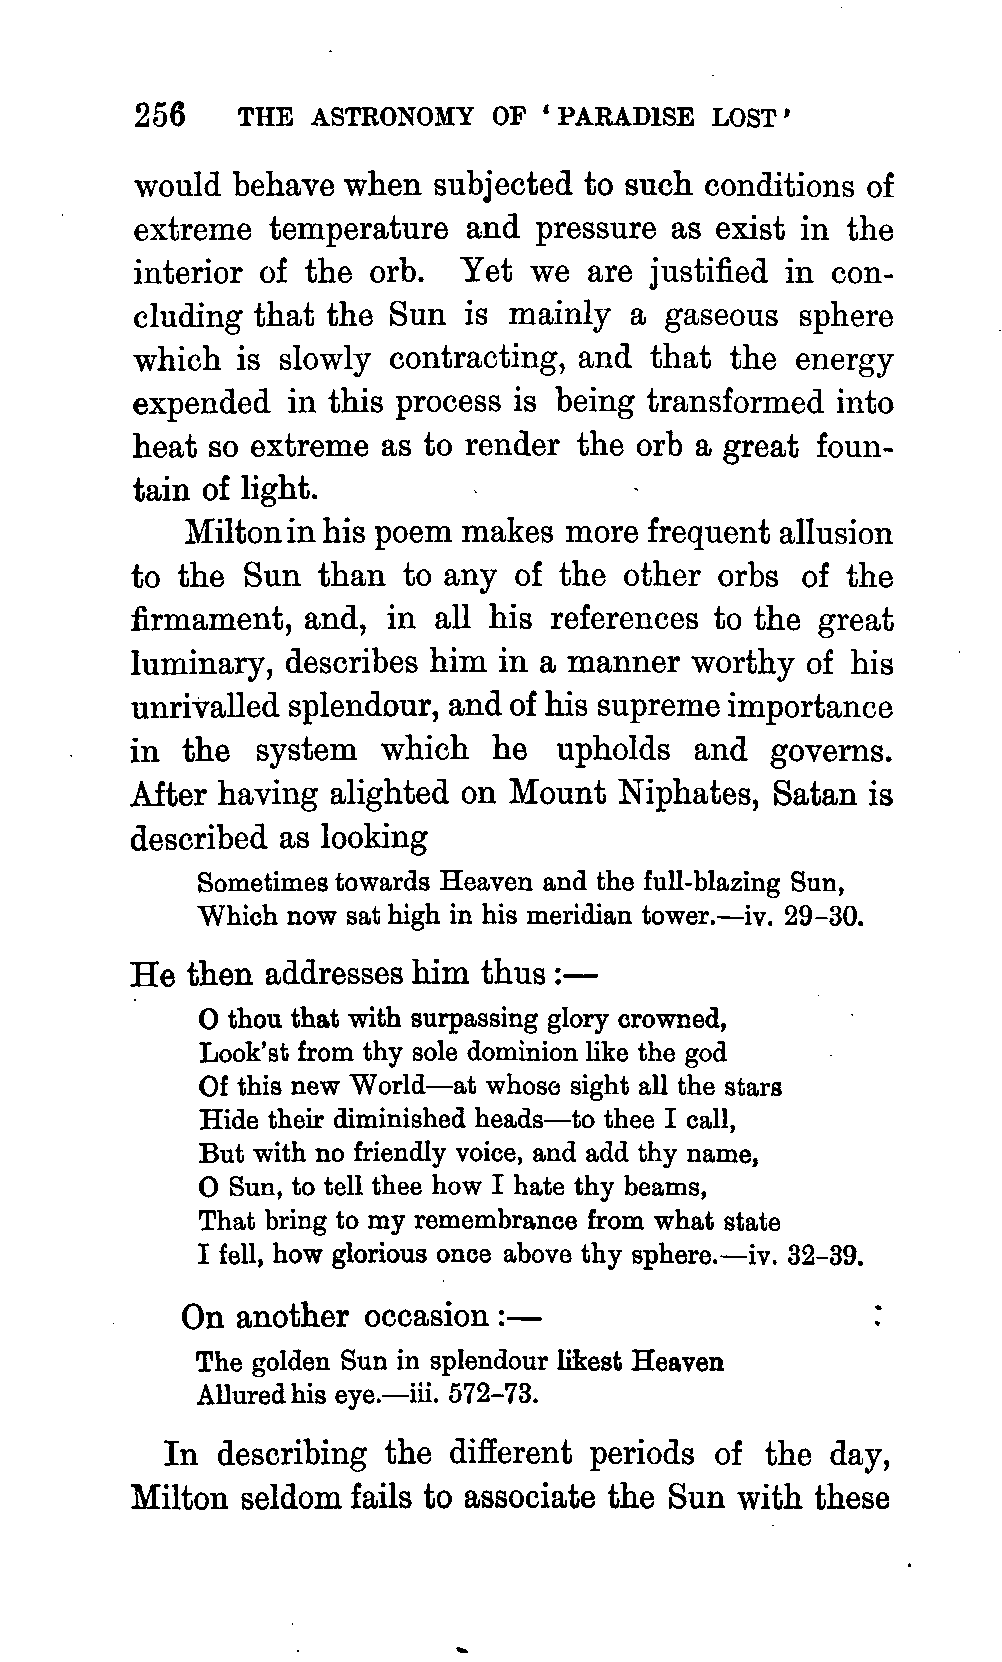 256 THE ASTRONOMY OF ‘PARADISE LOST’
would behave when subjected to such conditions of
extreme temperature and pressure as exist in the
interior of the orb. Yet we are justified in con-
cluding that the Sun is mainly a gaseous sphere
which is slowly contracting, and that the energy
expended in this process is being transformed into
heat so extreme as to render the orb a great foun-
tain of light.
Milton in his poem makes more frequent allusion
to the Sun than to any of the other orbs of the
firmament, and, in all his references to the great
luminary, describes him in a manner worthy of his
unrivalled splendour, and of his supreme importance
in the system which he upholds and governs.
After having alighted on Mount Niphates, Satan is
described as looking
Sometimes towards Heaven and the full-blazing Sun,
Which now sat high in his meridian tower.—iv. 29–30.
He then addresses him thus :—
O thou that with surpassing glory crowned,
Look’st from thy sole dominion like the god
Of this new World—at whose sight all the stars
Hide their diminished heads—to thee I call,
But with no friendly voice, and add thy name,
O Sun, to tell thee how I hate thy beams,
That bring to my remembrance from what state
I fell, how glorious once above thy sphere.—iv. 32–39.
On another occasion :—
The golden Sun in splendour likest Heaven
Allured his eye.—iii. 572–73.
In describing the different periods of the day,
Milton seldom fails to associate the Sun with these